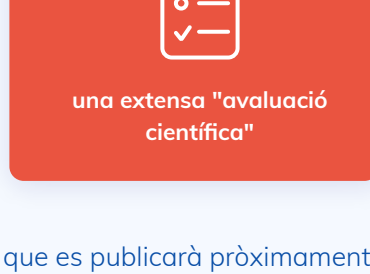 una extensa "avaluació
científica"
que es publicarà pròximament